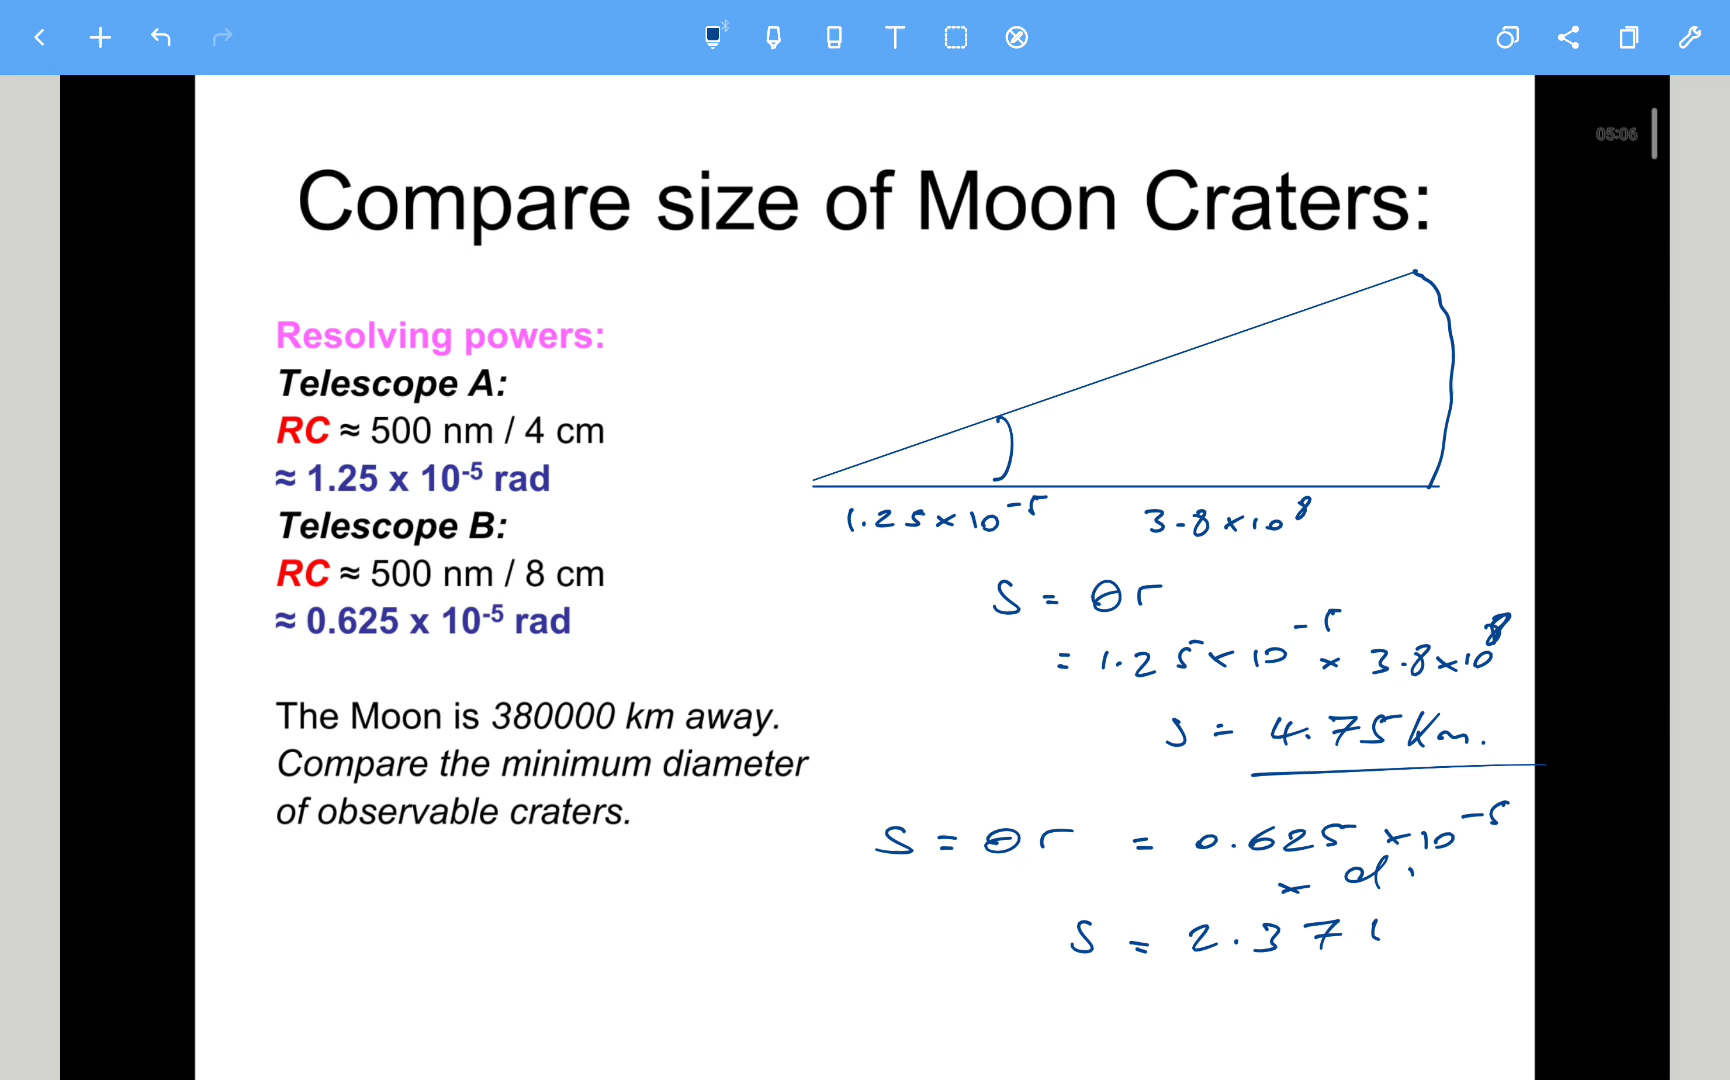 05:06
Compare size of Moon Craters:
Resolving powers:
Telescope A:
RC ≈ 500 nm / 4 cm
≈ 1.25 x 10⁻⁵ rad
Telescope B:
RC ≈ 500 nm / 8 cm
≈ 0.625 x 10⁻⁵ rad
The Moon is 380000 km away.
Compare the minimum diameter
of observable craters.
1.25 × 10⁻⁵
3.8 × 10⁸
S = θ r
= 1.25 × 10⁻⁵ × 3.8 × 10⁸
S = 4.75 Km.
S = θ r = 0.625 × 10⁻⁵
× d
S = 2.37